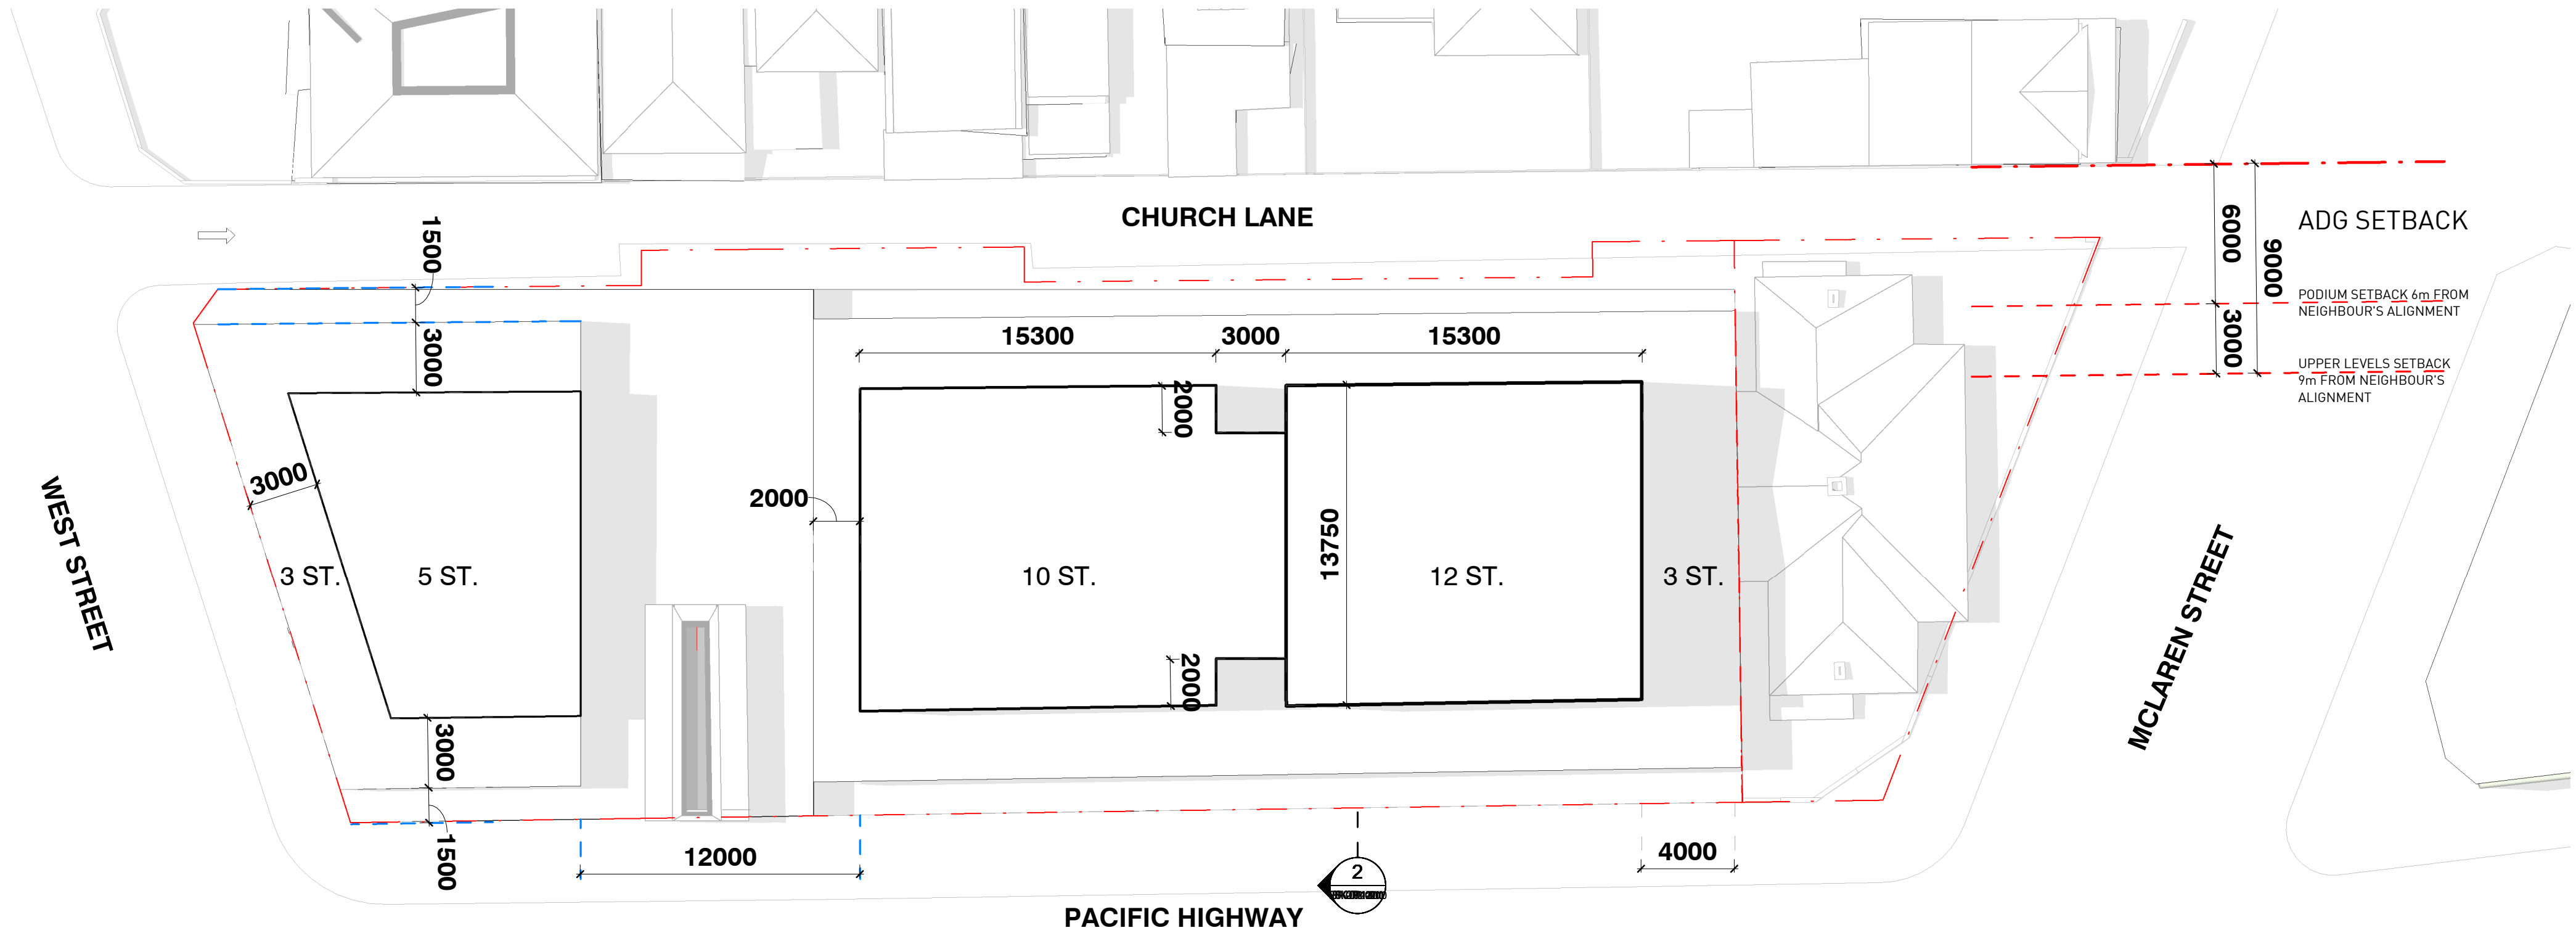 CHURCH LANE
1500
6000
9000
ADG SETBACK
PODIUM SETBACK 6m FROM
NEIGHBOUR'S ALIGNMENT
3000
15300
3000
15300
3000
UPPER LEVELS SETBACK
9m FROM NEIGHBOUR'S
ALIGNMENT
2000
3000
2000
13750
WEST STREET
3 ST.
5 ST.
10 ST.
12 ST.
3 ST.
MCLAREN STREET
2000
3000
1500
12000
4000
2
PACIFIC HIGHWAY